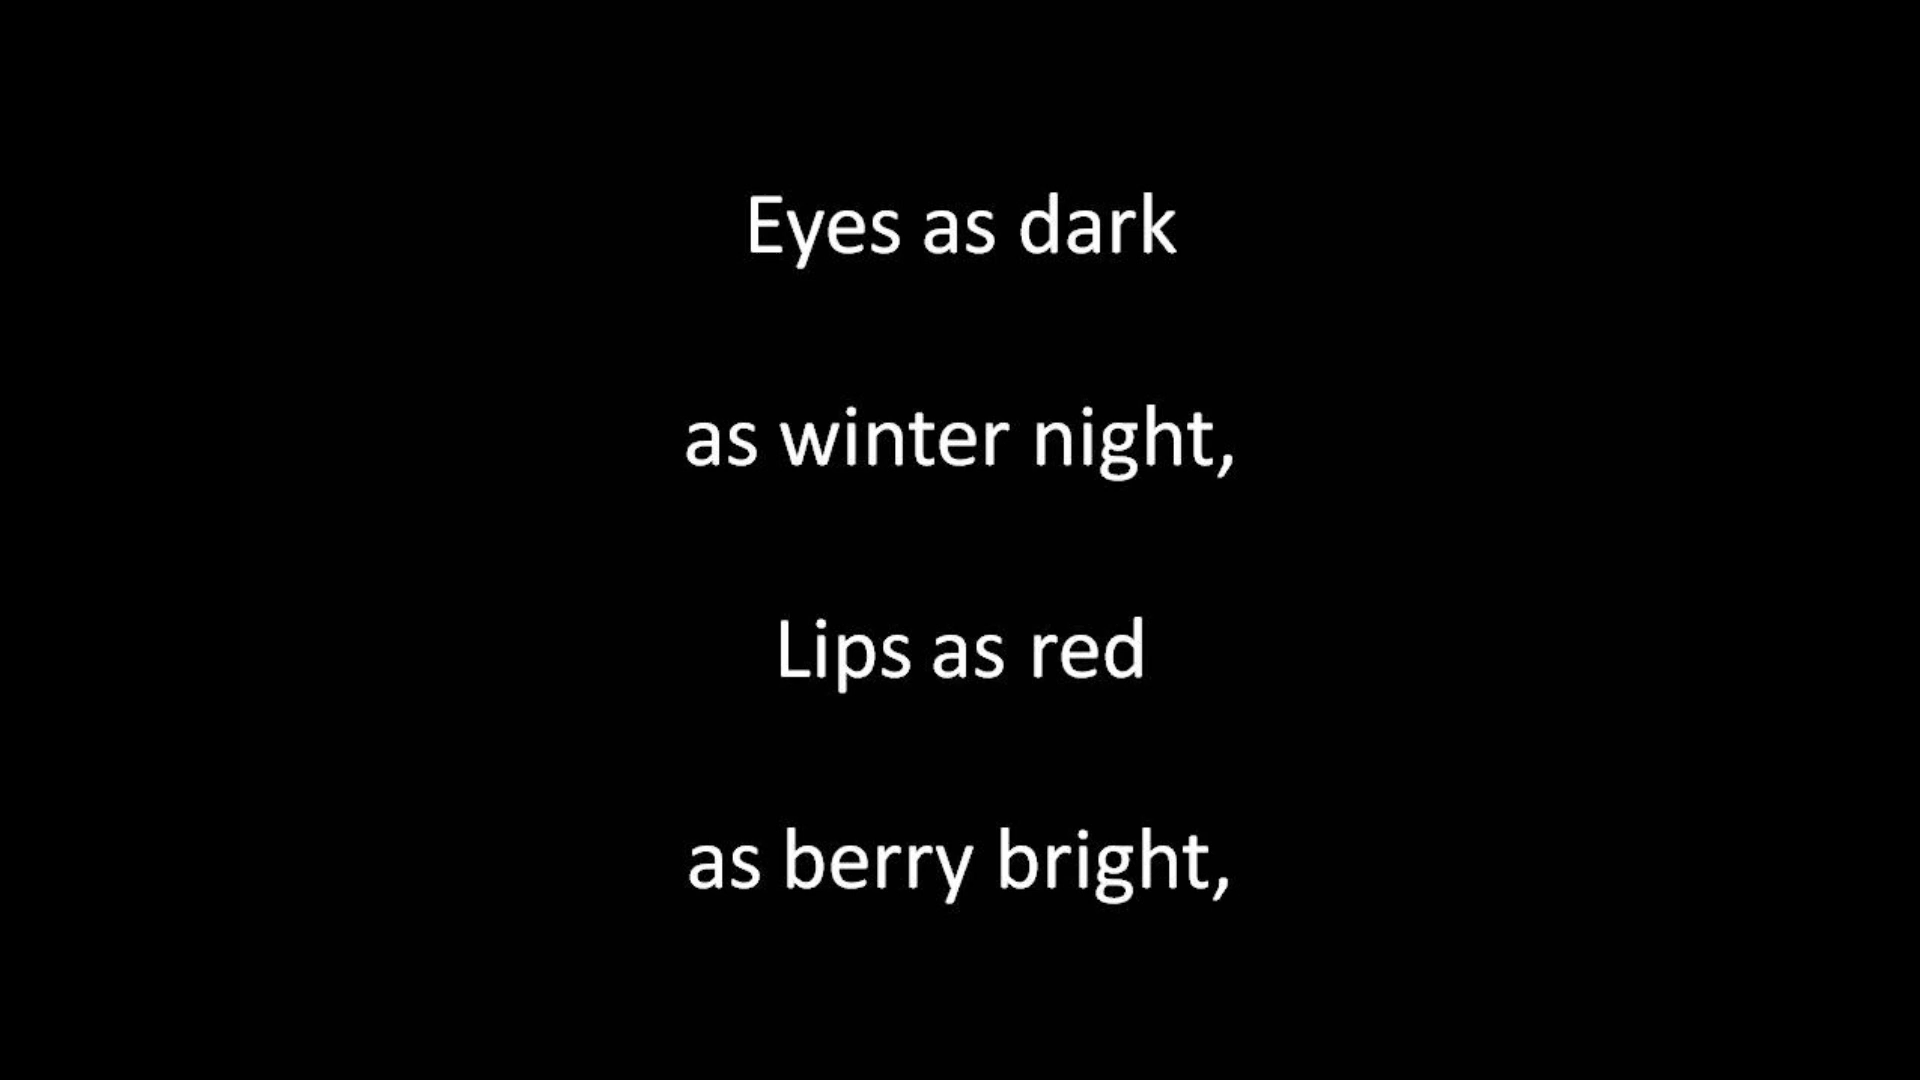 Eyes as dark
as winter night,
Lips as red
as berry bright,